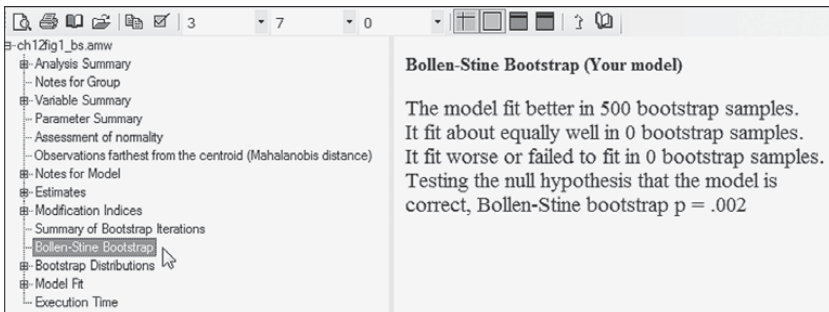 3 7 0
ch12fig1_bs.amw
Analysis Summary
Notes for Group
Variable Summary
Parameter Summary
Assessment of normality
Observations farthest from the centroid (Mahalanobis distance)
Notes for Model
Estimates
Modification Indices
Summary of Bootstrap Iterations
Bollen-Stine Bootstrap
Bootstrap Distributions
Model Fit
Execution Time
Bollen-Stine Bootstrap (Your model)
The model fit better in 500 bootstrap samples.
It fit about equally well in 0 bootstrap samples.
It fit worse or failed to fit in 0 bootstrap samples.
Testing the null hypothesis that the model is
correct, Bollen-Stine bootstrap p = .002